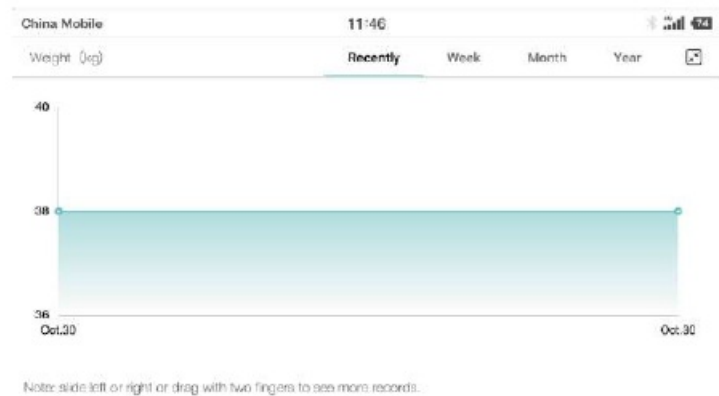 China Mobile 11:46 74
Weight (kg) Recently Week Month Year
40
38
36
Oct.30 Oct.30
Note: slide left or right or drag with two fingers to see more records.